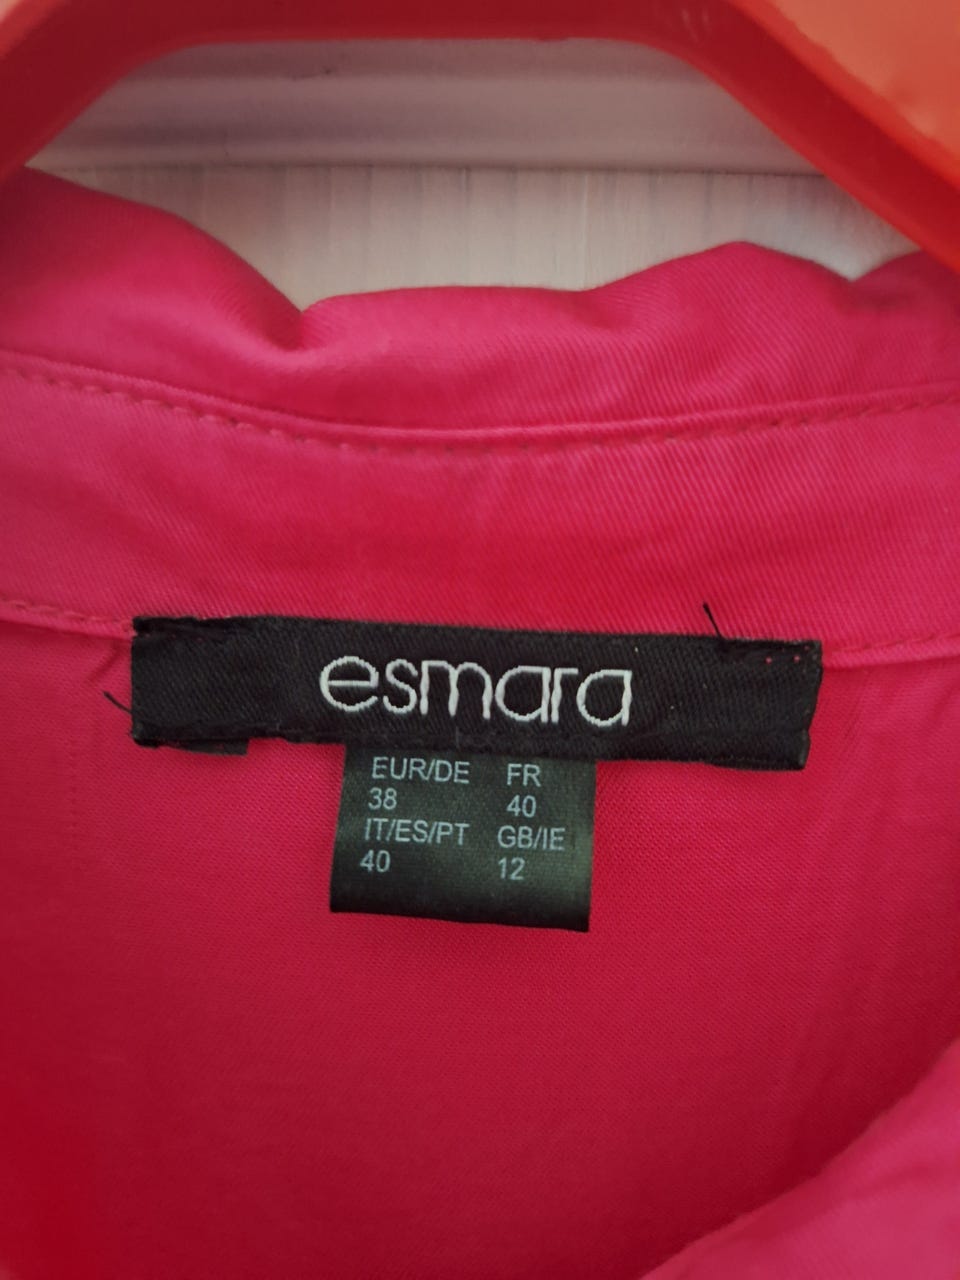 esmara
EUR/DE FR
38 40
IT/ES/PT GB/IE
40 12